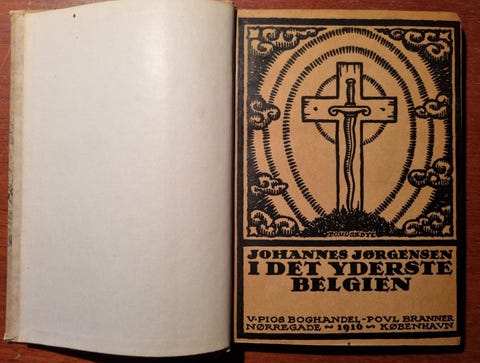 JOHANNES JØRGENSEN
I DET YDERSTE
BELGIEN
V·PIOS BOGHANDEL–POVL BRANNER
NØRREGADE ~ 1916 ~ KØBENHAVN